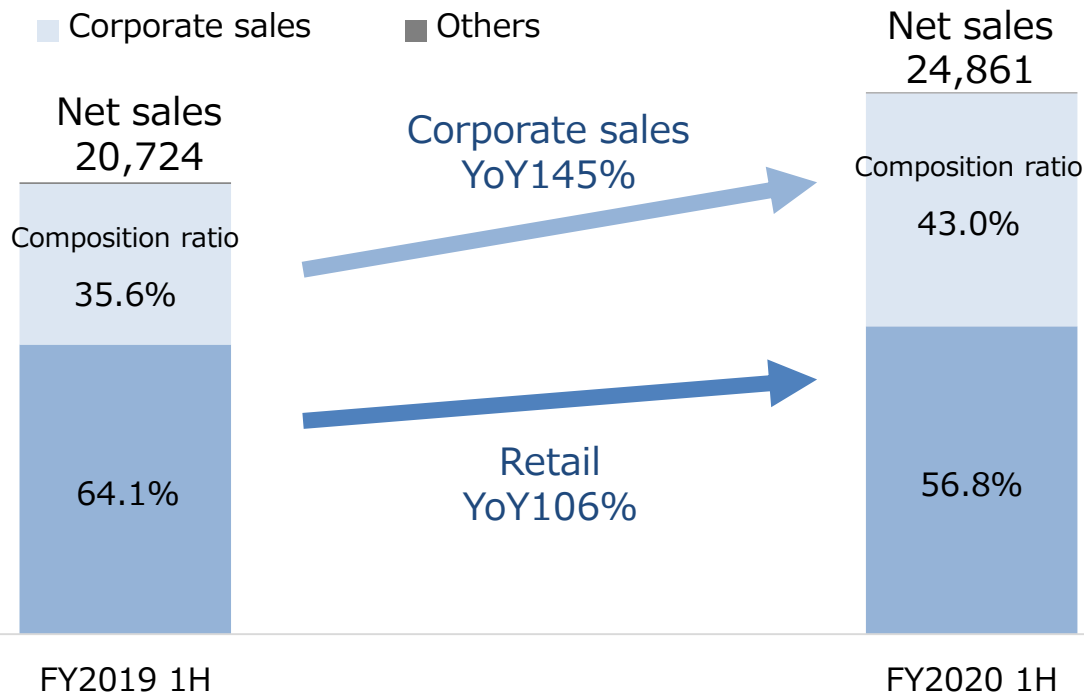 Corporate sales
Others
Net sales
24,861
Net sales
20,724
Corporate sales
YoY145%
Composition ratio
43.0%
Composition ratio
35.6%
Retail
YoY106%
64.1%
56.8%
FY2019 1H
FY2020 1H